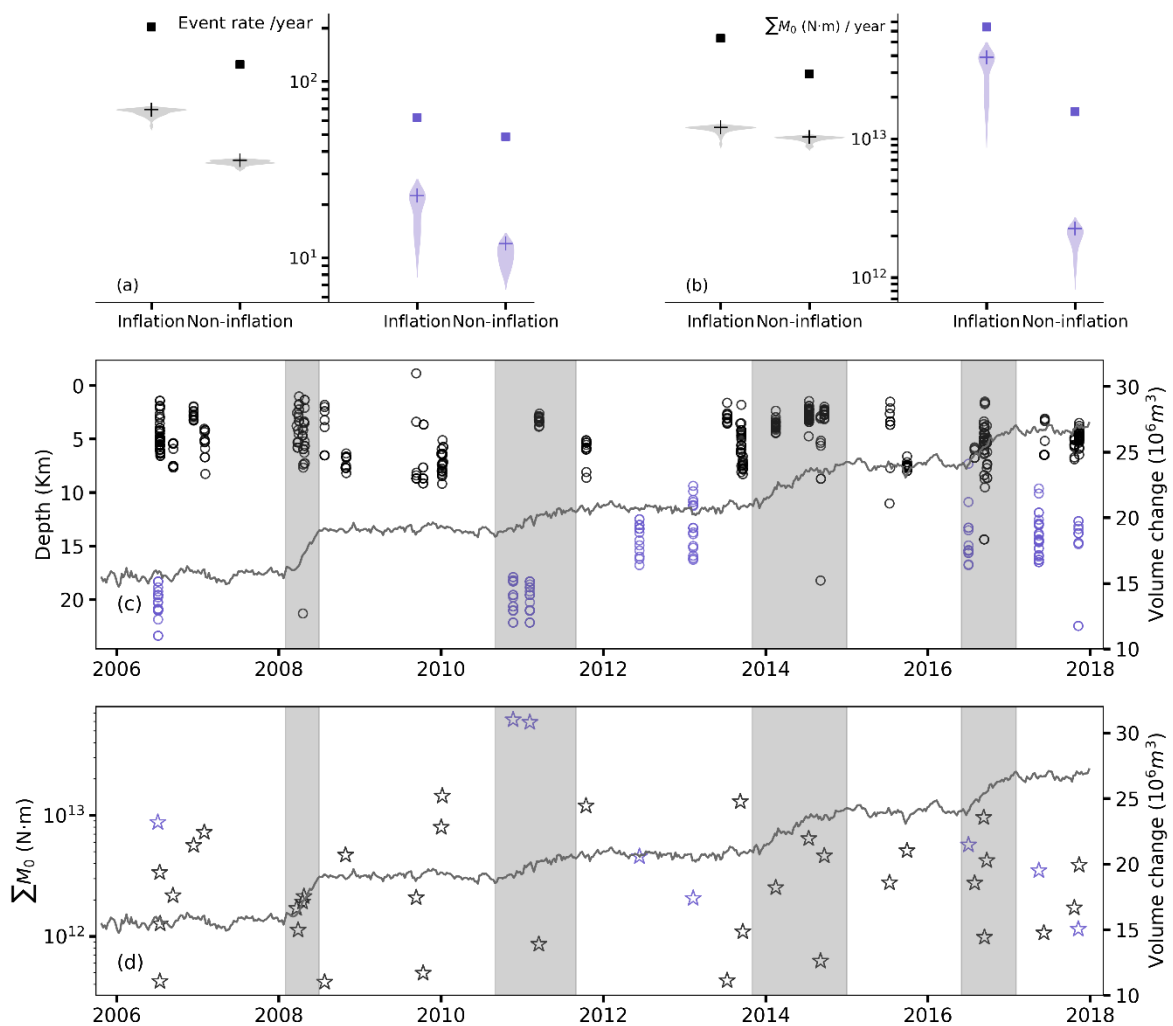 Event rate /year
10²
10¹
(a)
Inflation Non-inflation Inflation Non-inflation
∑M₀ (N·m) / year
10¹³
10¹²
(b)
Inflation Non-inflation Inflation Non-inflation
Depth (Km)
0
5
10
15
20
(c)
30
25
20
15
10
Volume change (10⁶m³)
2006 2008 2010 2012 2014 2016 2018
∑M₀ (N·m)
10¹³
10¹²
(d)
30
25
20
15
10
Volume change (10⁶m³)
2006 2008 2010 2012 2014 2016 2018